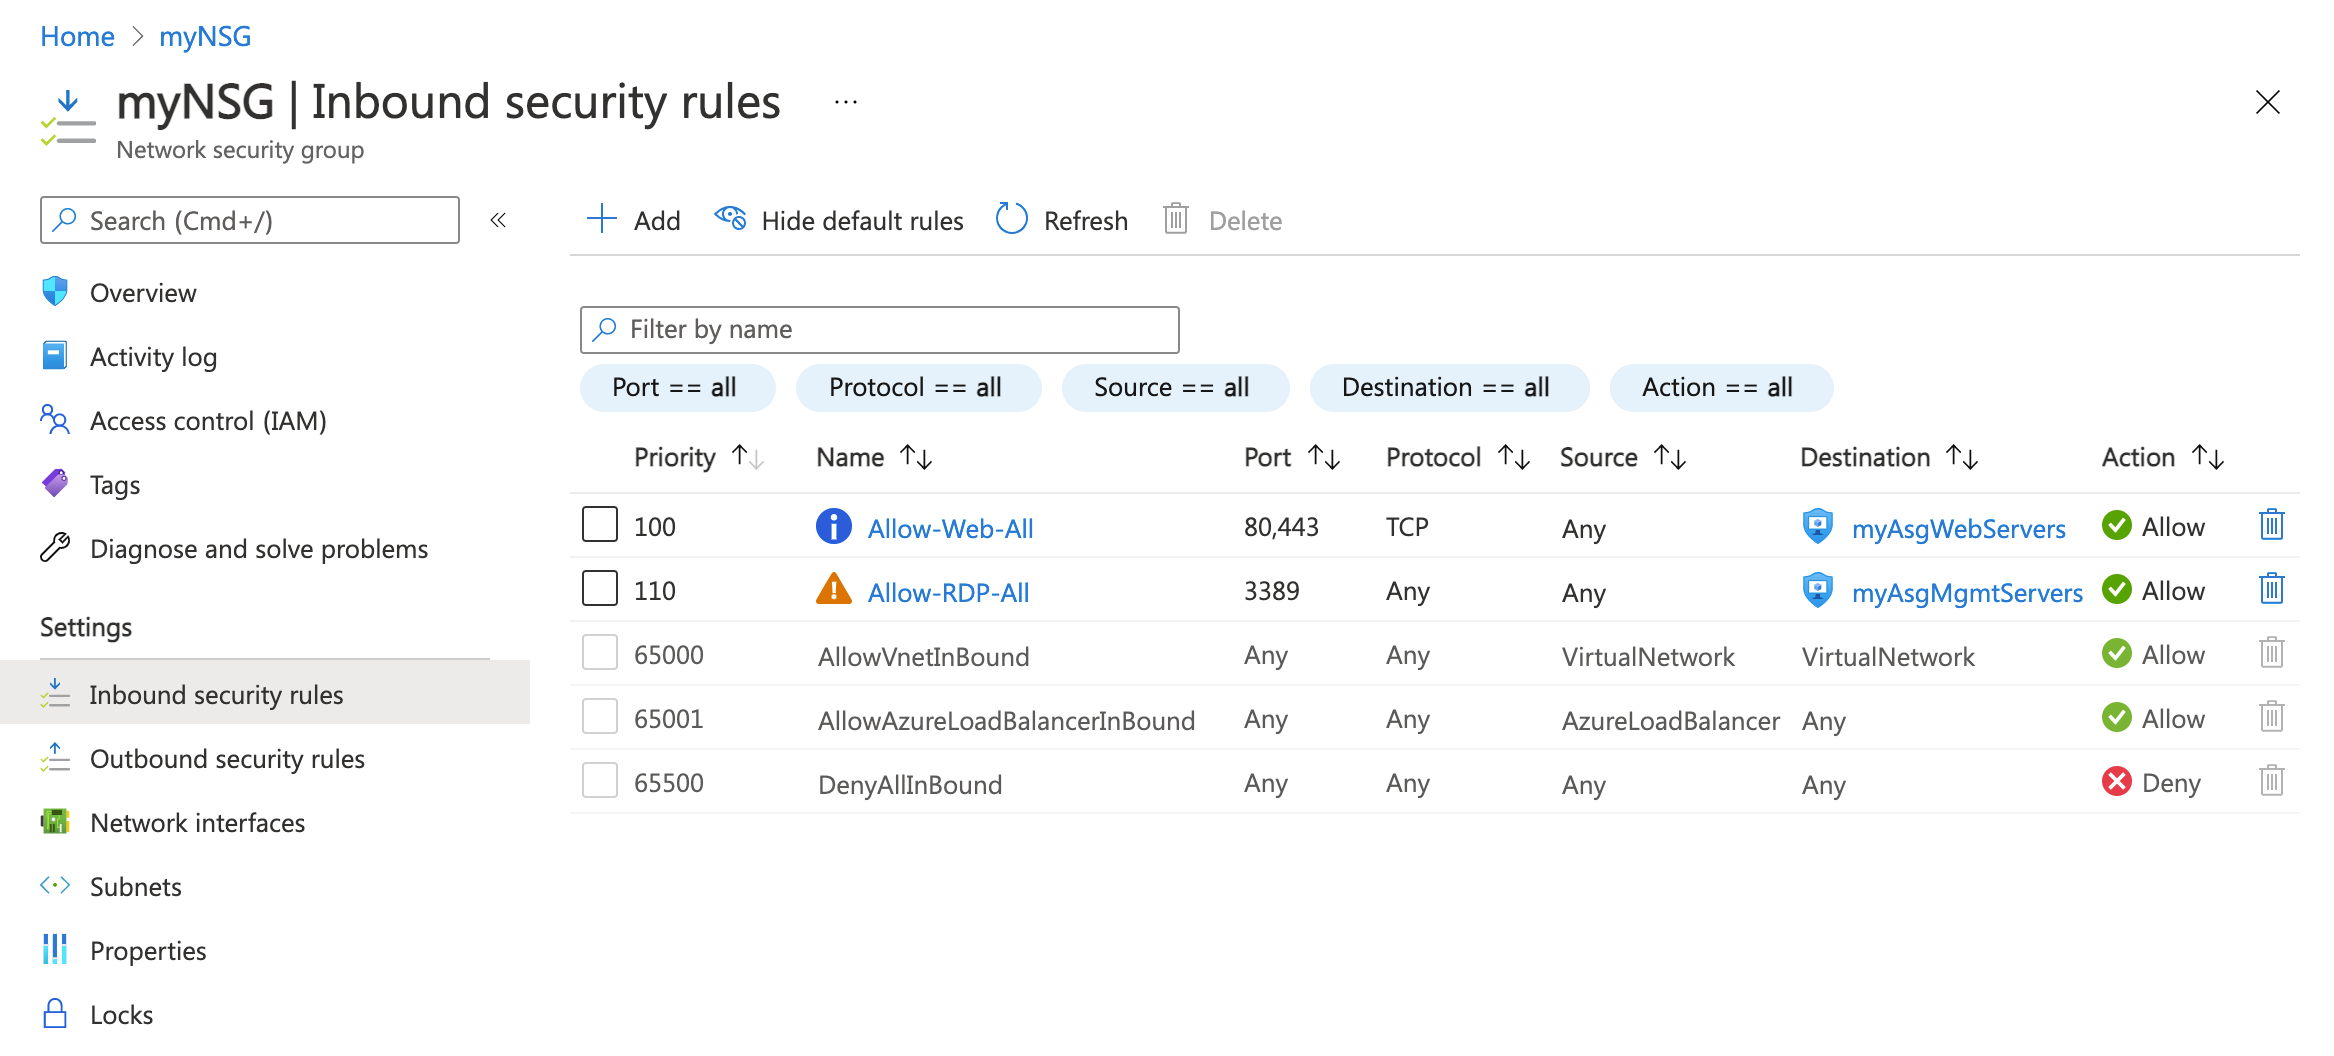 Home > myNSG
myNSG | Inbound security rules ...
Network security group
Search (Cmd+/)
«
Overview
Activity log
Access control (IAM)
Tags
Diagnose and solve problems
Settings
Inbound security rules
Outbound security rules
Network interfaces
Subnets
Properties
Locks
Add Hide default rules Refresh Delete
Filter by name
Port == all Protocol == all Source == all Destination == all Action == all
Priority Name Port Protocol Source Destination Action
100 Allow-Web-All 80,443 TCP Any myAsgWebServers Allow
110 Allow-RDP-All 3389 Any Any myAsgMgmtServers Allow
65000 AllowVnetInBound Any Any VirtualNetwork VirtualNetwork Allow
65001 AllowAzureLoadBalancerInBound Any Any AzureLoadBalancer Any Allow
65500 DenyAllInBound Any Any Any Any Deny